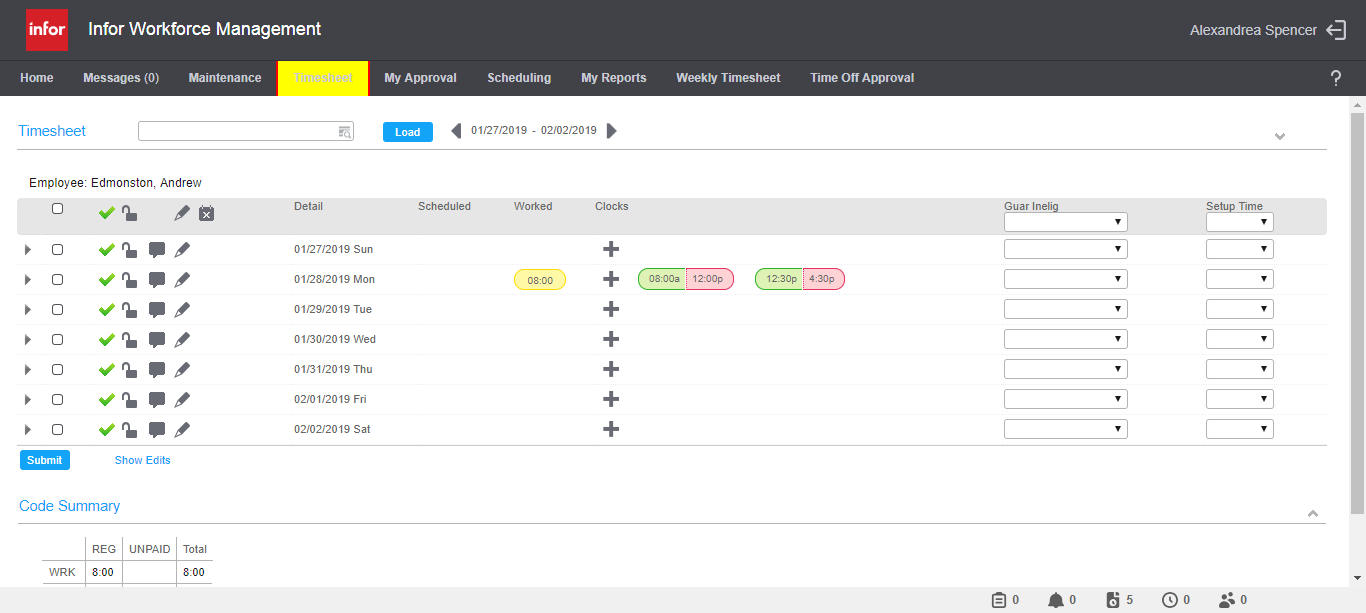 infor Infor Workforce Management Alexandrea Spencer
Home Messages (0) Maintenance Timesheet My Approval Scheduling My Reports Weekly Timesheet Time Off Approval ?
Timesheet Load 01/27/2019 - 02/02/2019
Employee: Edmonston, Andrew
Detail Scheduled Worked Clocks Guar Inelig Setup Time
01/27/2019 Sun
01/28/2019 Mon 08:00 08:00a 12:00p 12:30p 4:30p
01/29/2019 Tue
01/30/2019 Wed
01/31/2019 Thu
02/01/2019 Fri
02/02/2019 Sat
Submit Show Edits
Code Summary
REG UNPAID Total
WRK 8:00 8:00
0 0 5 0 0